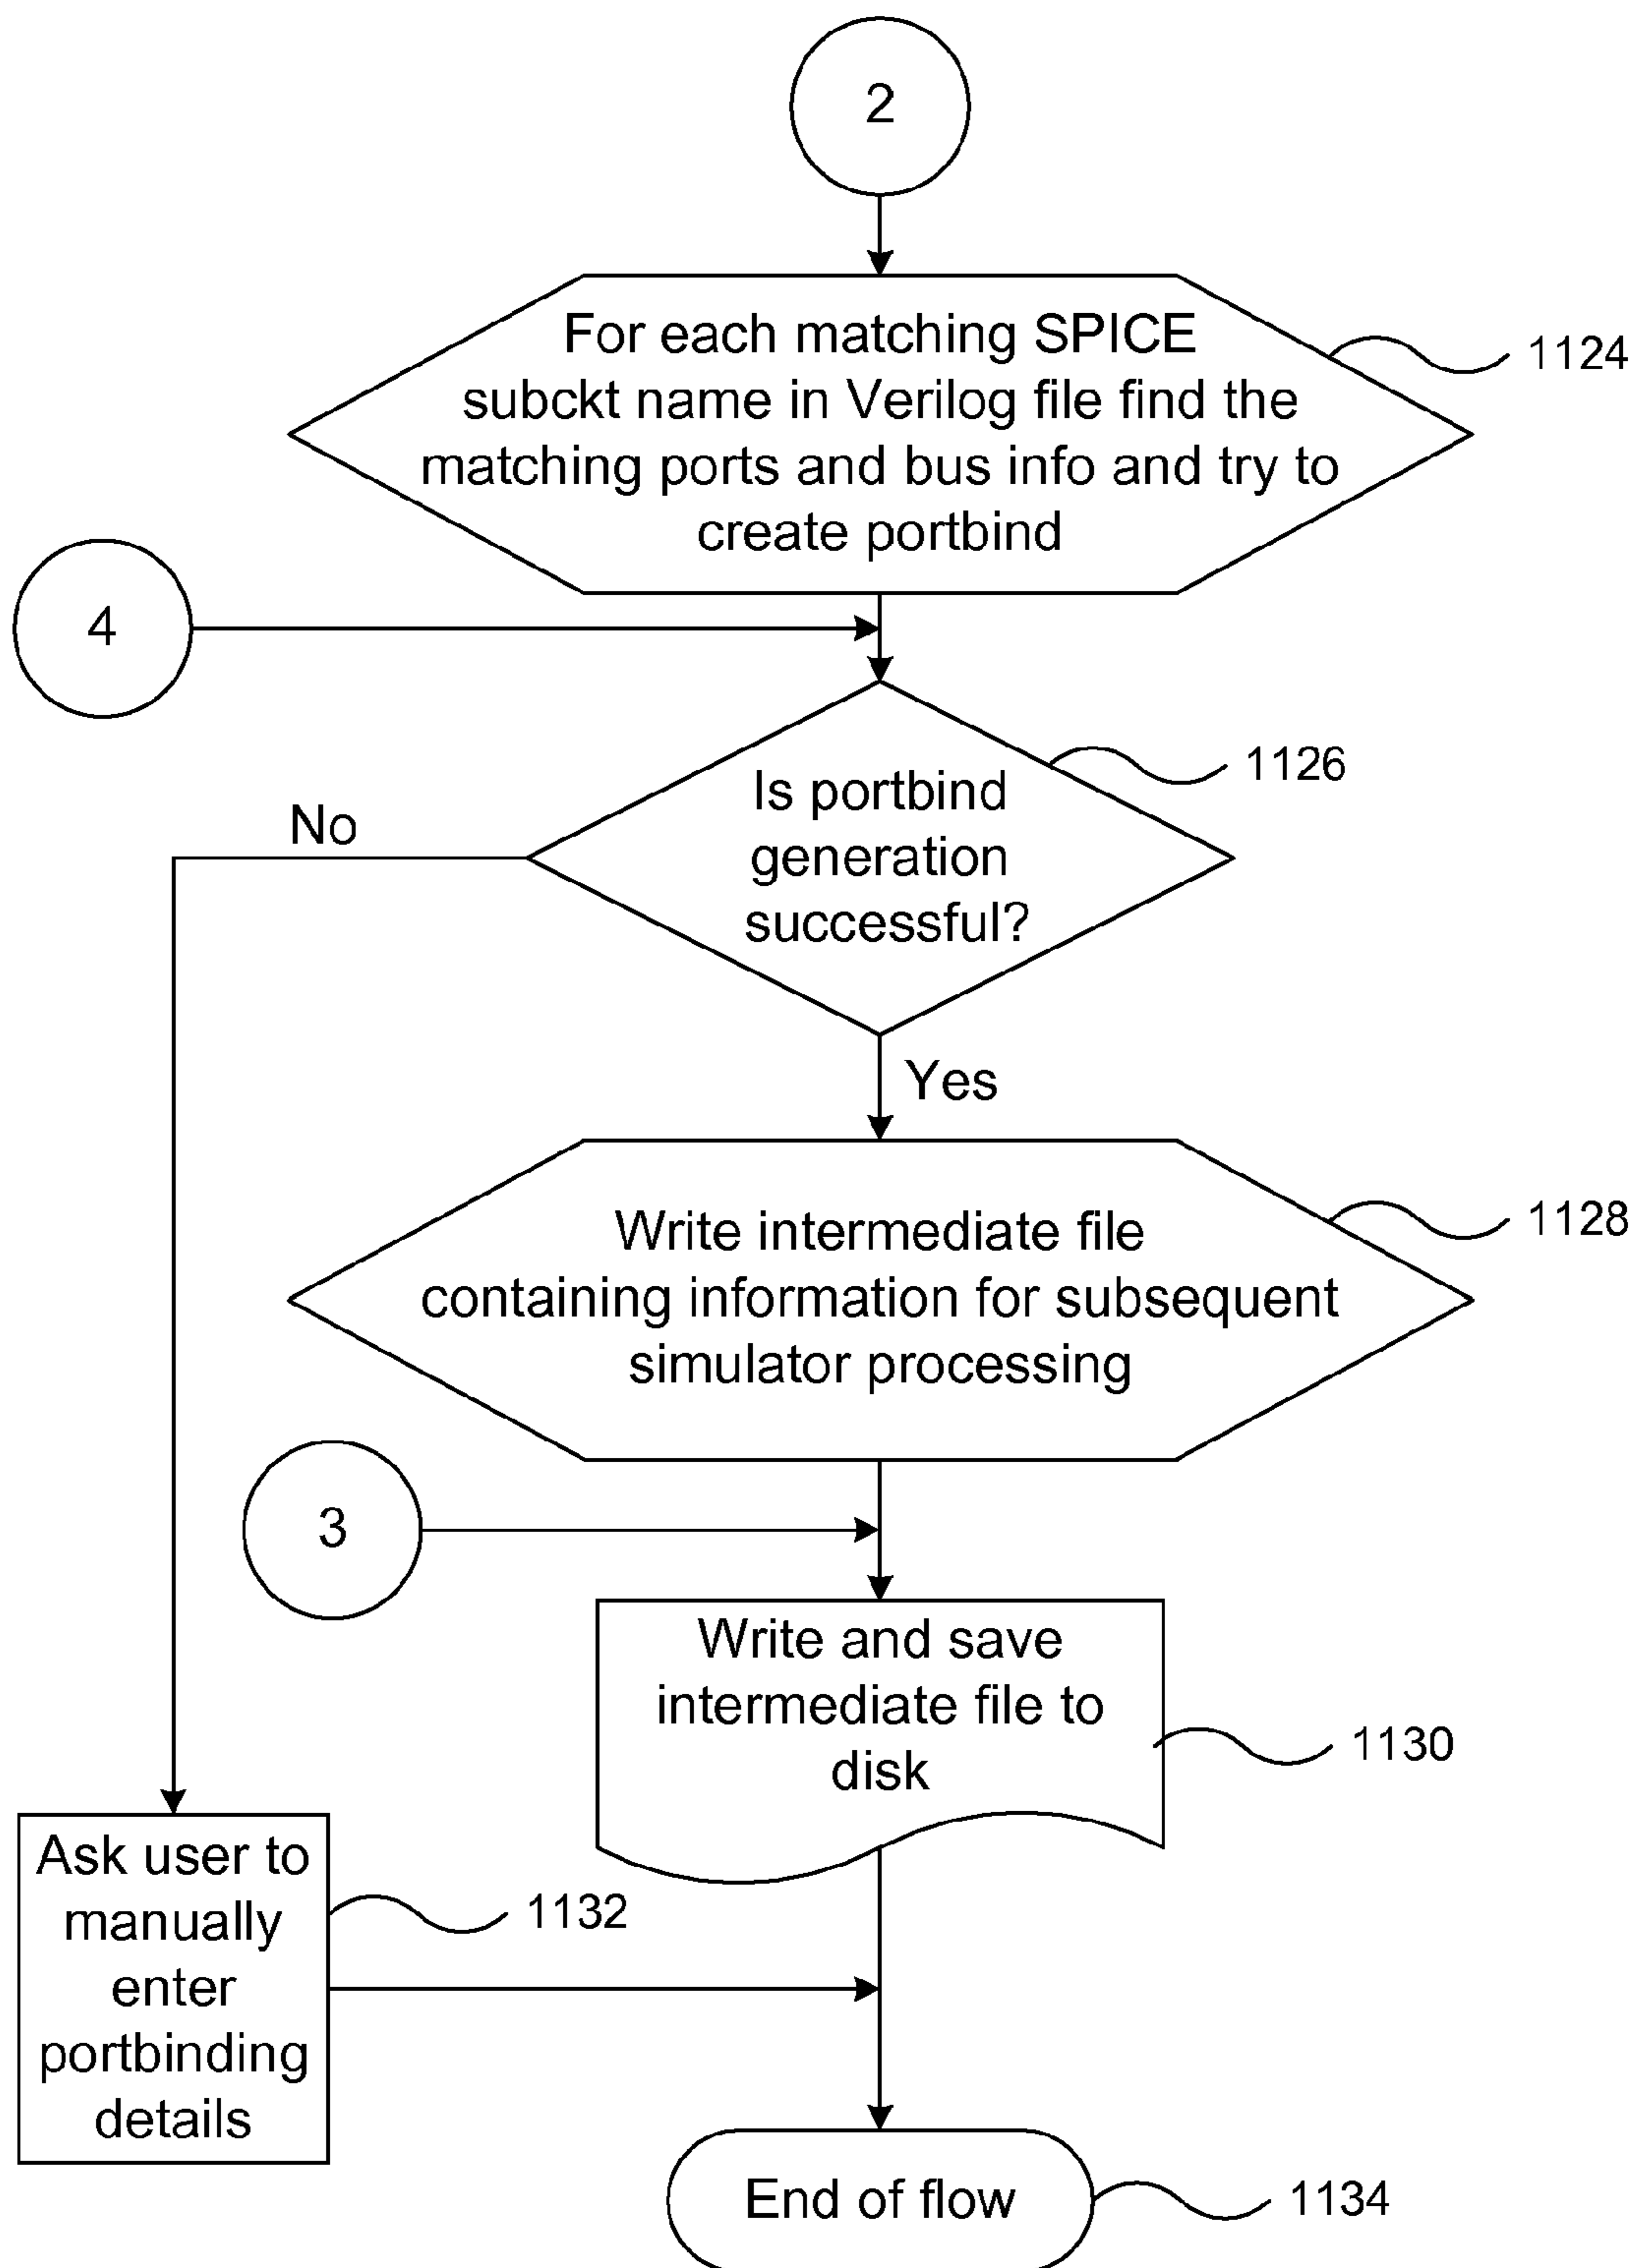 2
For each matching SPICE
subckt name in Verilog file find the
matching ports and bus info and try to
create portbind
1124
4
Is portbind
generation
successful?
1126
No
Yes
Write intermediate file
containing information for subsequent
simulator processing
1128
3
Write and save
intermediate file to
disk
1130
Ask user to
manually
enter
portbinding
details
1132
End of flow
1134